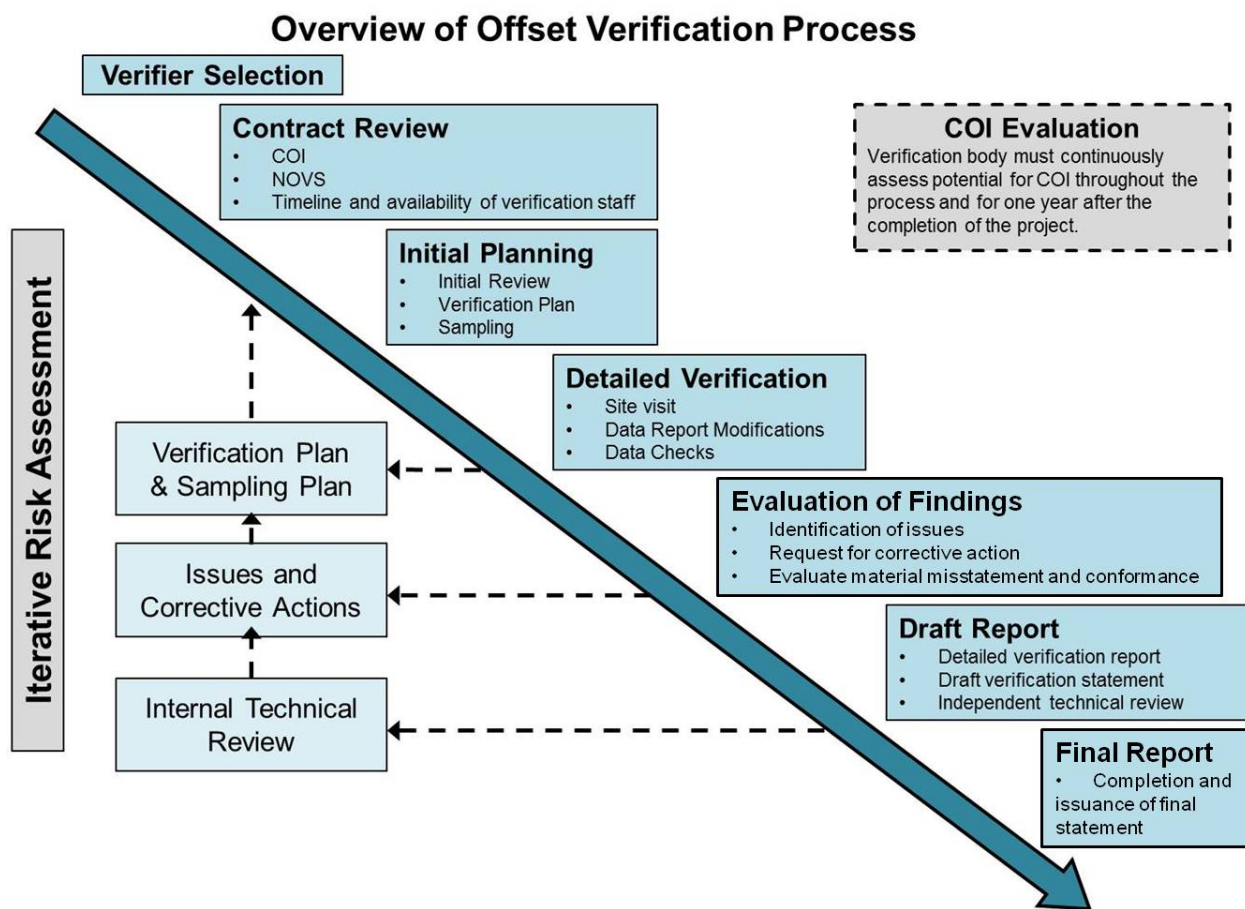 Overview of Offset Verification Process
Verifier Selection
Contract Review
• COI
• NOVS
• Timeline and availability of verification staff
COI Evaluation
Verification body must continuously
assess potential for COI throughout the
process and for one year after the
completion of the project.
Initial Planning
• Initial Review
• Verification Plan
• Sampling
Detailed Verification
• Site visit
• Data Report Modifications
• Data Checks
Evaluation of Findings
• Identification of issues
• Request for corrective action
• Evaluate material misstatement and conformance
Draft Report
• Detailed verification report
• Draft verification statement
• Independent technical review
Final Report
• Completion and
issuance of final
statement
Iterative Risk Assessment
Verification Plan
& Sampling Plan
Issues and
Corrective Actions
Internal Technical
Review